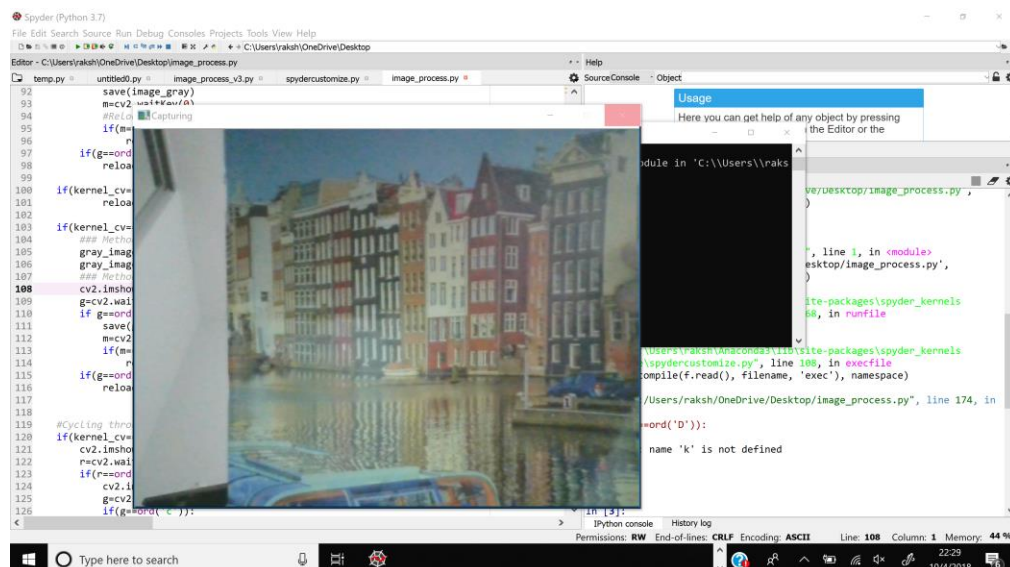 Spyder (Python 3.7)
File Edit Search Source Run Debug Consoles Projects Tools View Help
C:\Users\raksh\OneDrive\Desktop
Editor - C:\Users\raksh\OneDrive\Desktop\image_process.py
Help
temp.py untitled0.py image_process_v3.py spydercustomize.py image_process.py
Source Console Object
92 save(image_gray)
Usage
93 m=cv2.waitKey(0)
94 #Relo
Capturing
Here you can get help of any object by pressing
95 if(m=
the Editor or the
96 r
97 if(g==ord
98 reloa
odule in 'C:\\Users\\raks
99
100 if(kernel_cv=
ve/Desktop/image_process.py',
101 reloa
)
102
103 if(kernel_cv=
104 ### Metho
105 gray_imag
", line 1, in <module>
106 gray_imag
esktop/image_process.py',
107 ### Metho
)
108 cv2.imsho
109 g=cv2.wai
ite-packages\spyder_kernels
110 if g==ord
68, in runfile
111 save(
112 m=cv2
113 if(m=
\Users\raksh\Anaconda3\lib\site-packages\spyder_kernels
114 r
\spydercustomize.py", line 108, in execfile
115 if(g==ord
compile(f.read(), filename, 'exec'), namespace)
116 reloa
117
/Users/raksh/OneDrive/Desktop/image_process.py", line 174, in
118
119 #Cycling thro
==ord('D')):
120 if(kernel_cv=
121 cv2.imsho
name 'k' is not defined
122 r=cv2.wai
123 if(r==ord
124 cv2.i
125 g=cv2
126 if(g==ord('c')):
In [3]:
IPython console History log
Permissions: RW End-of-lines: CRLF Encoding: ASCII Line: 108 Column: 1 Memory: 44 %
Type here to search
22:29
10/4/2018